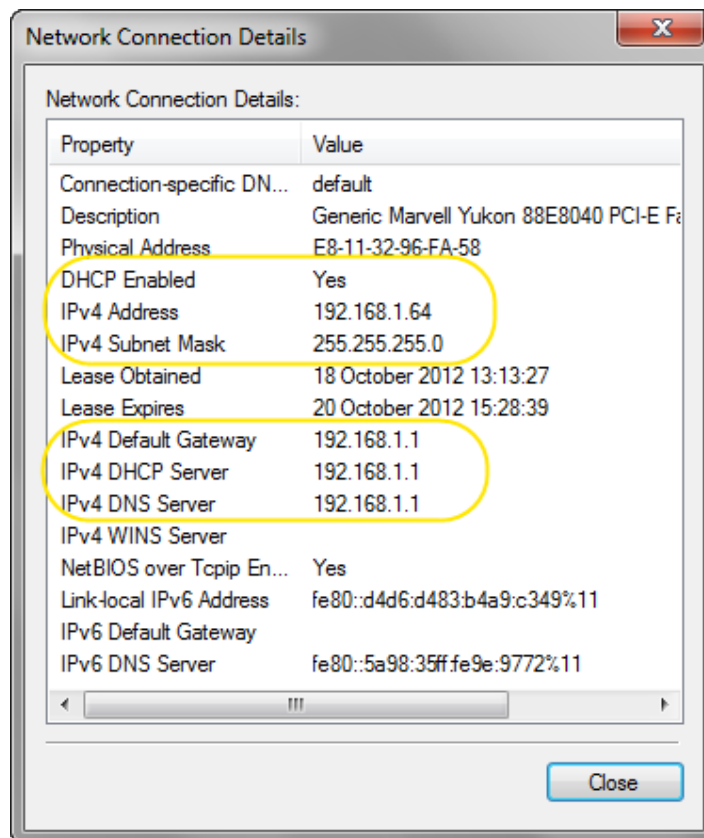 Network Connection Details
Network Connection Details:
Property Value
Connection-specific DN... default
Description Generic Marvell Yukon 88E8040 PCI-E Fa
Physical Address E8-11-32-96-FA-58
DHCP Enabled Yes
IPv4 Address 192.168.1.64
IPv4 Subnet Mask 255.255.255.0
Lease Obtained 18 October 2012 13:13:27
Lease Expires 20 October 2012 15:28:39
IPv4 Default Gateway 192.168.1.1
IPv4 DHCP Server 192.168.1.1
IPv4 DNS Server 192.168.1.1
IPv4 WINS Server
NetBIOS over Tcpip En... Yes
Link-local IPv6 Address fe80::d4d6:d483:b4a9:c349%11
IPv6 Default Gateway
IPv6 DNS Server fe80::5a98:35ff:fe9e:9772%11
Close